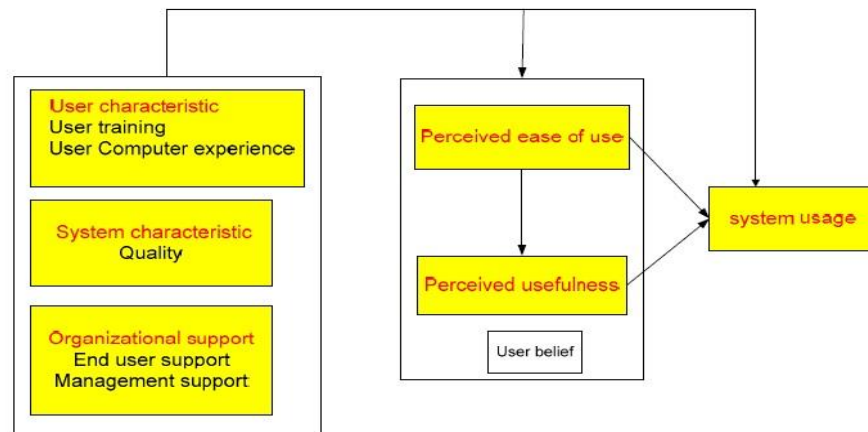 User characteristic
User training
User Computer experience
System characteristic
Quality
Organizational support
End user support
Management support
Perceived ease of use
Perceived usefulness
User belief
system usage